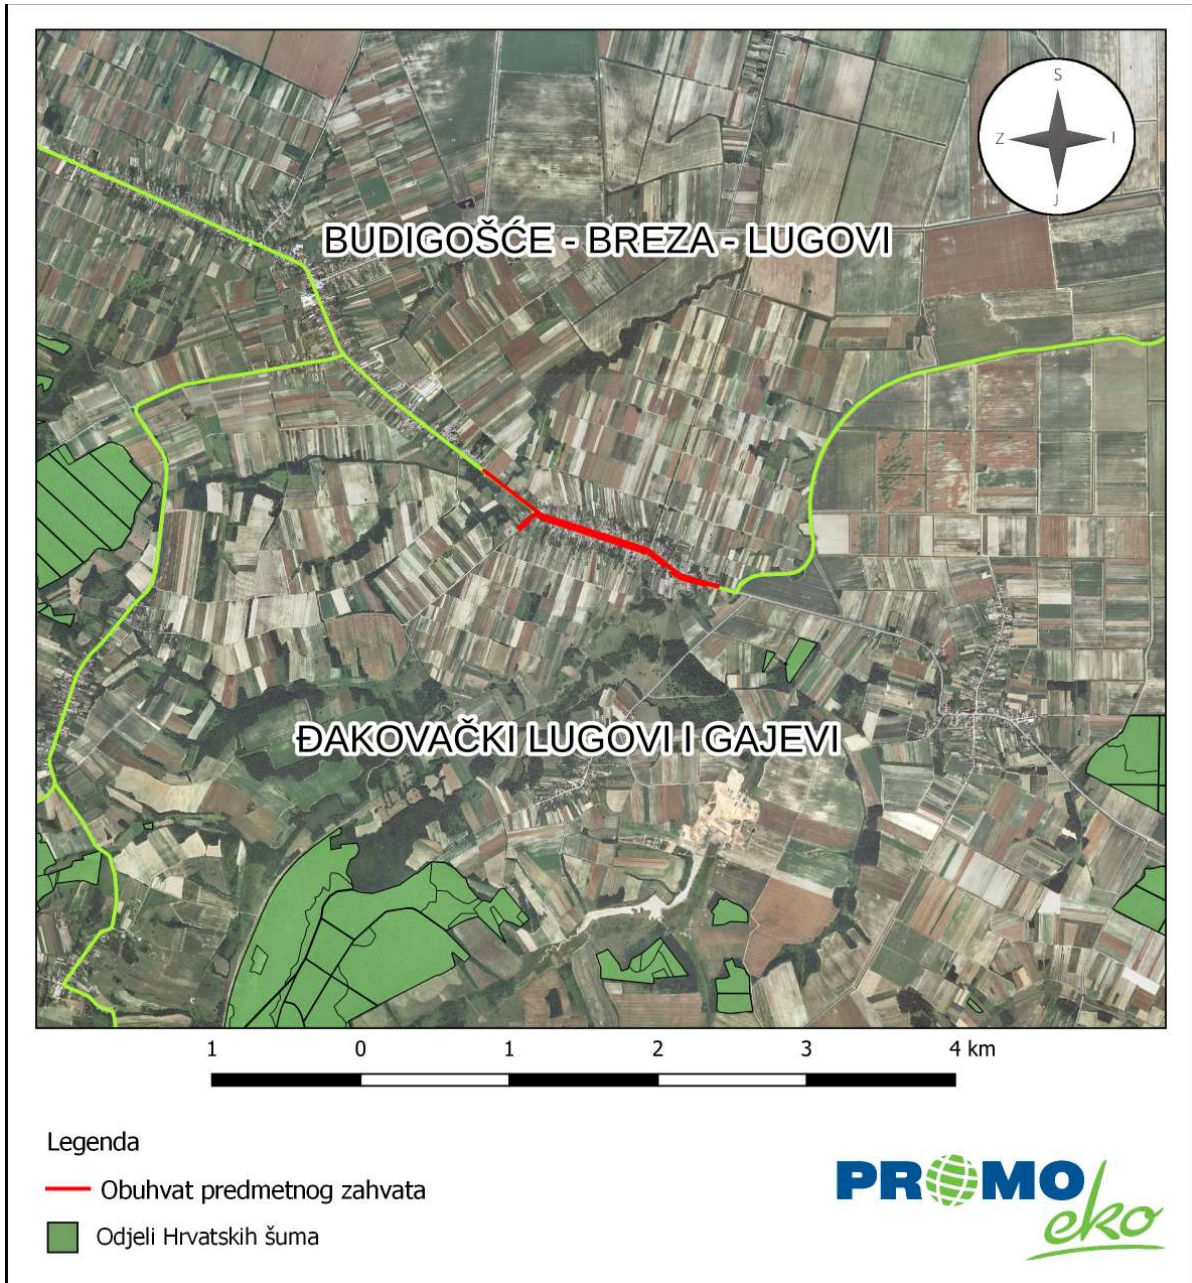 S
Z I
J
BUDIGOŠĆE - BREZA - LUGOVI
ĐAKOVAČKI LUGOVI I GAJEVI
1 0 1 2 3 4 km
Legenda
Obuhvat predmetnog zahvata
Odjeli Hrvatskih šuma
PROMO
eko